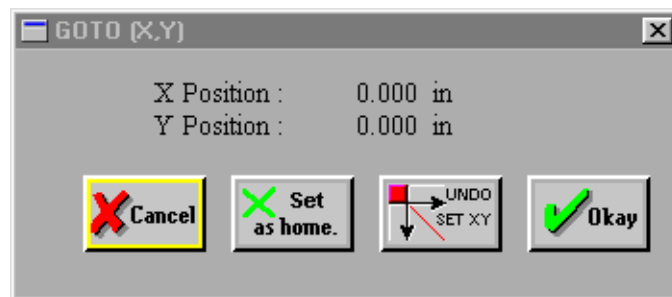 GOTO (X,Y)
X Position : 0.000 in
Y Position : 0.000 in
Cancel
Set
as home.
UNDO
SET XY
Okay